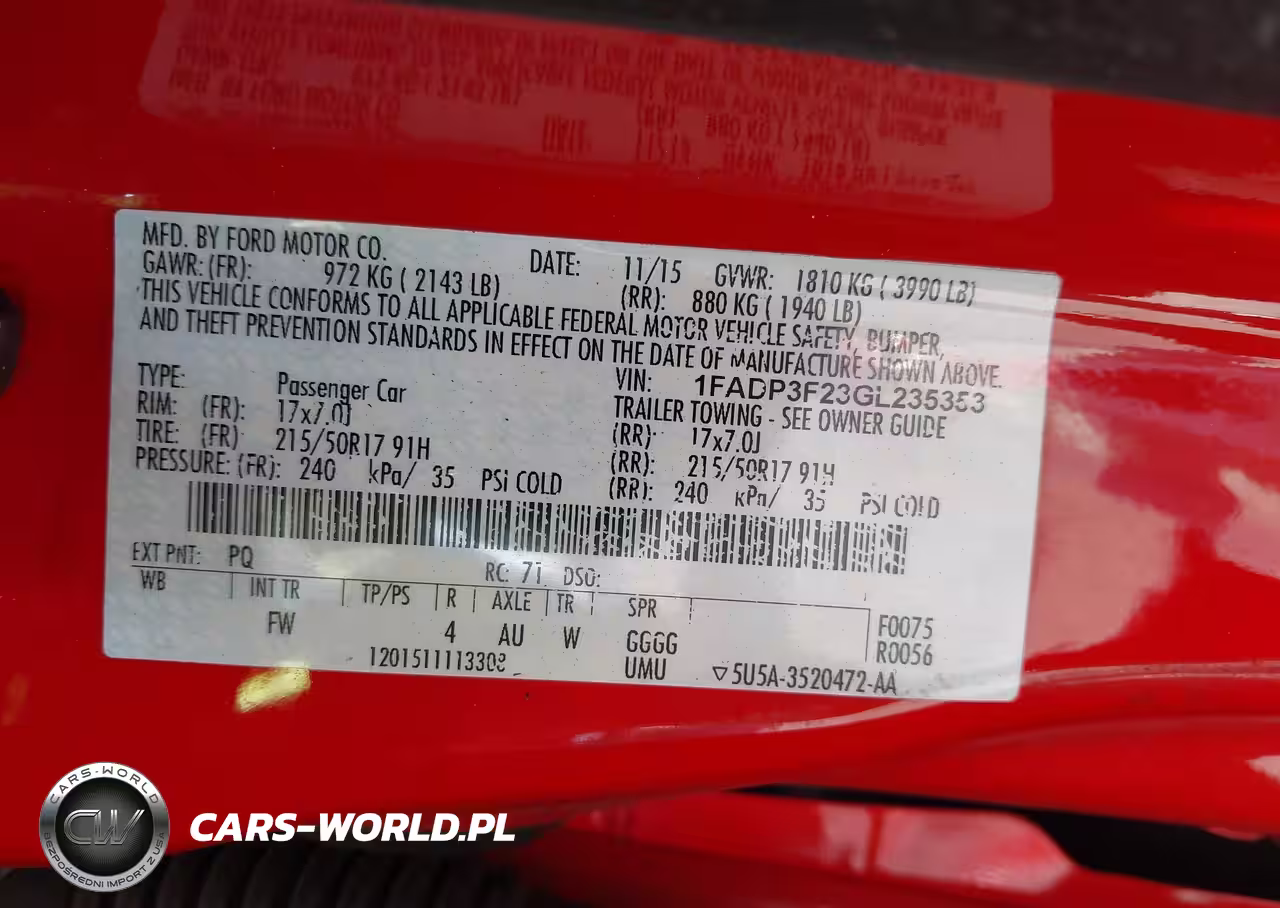 MFD. BY FORD MOTOR CO. DATE: 11/15 GVWR: 1810 KG ( 3990 LB)
GAWR: (FR): 972 KG ( 2143 LB) (RR): 880 KG ( 1940 LB)
THIS VEHICLE CONFORMS TO ALL APPLICABLE FEDERAL MOTOR VEHICLE SAFETY, BUMPER,
AND THEFT PREVENTION STANDARDS IN EFFECT ON THE DATE OF MANUFACTURE SHOWN ABOVE.
VIN: 1FADP3F23GL235353
TYPE: Passenger Car TRAILER TOWING - SEE OWNER GUIDE
RIM: (FR): 17x7.0J (RR): 17x7.0J
TIRE: (FR) 215/50R17 91H (RR): 215/50R17 91H
PRESSURE: (FR): 240 kPa/ 35 PSi COLD (RR): 240 kPa/ 35 PSI COLD
EXT PNT: PQ RC: 71 DSO:
WB INT TR TP/PS R AXLE TR SPR F0075
FW 4 AU W GGGG R0056
1201511113308 UMU ▽5U5A-3520472-AA
CARS-WORLD
CW
BEZPOŚREDNI IMPORT Z USA
CARS-WORLD.PL